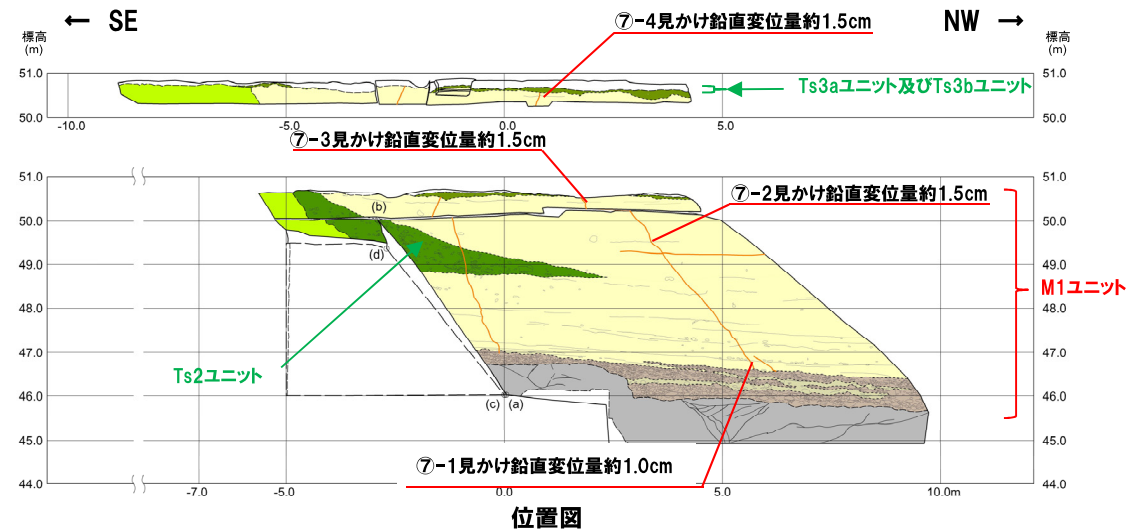 ← SE
⑦-4見かけ鉛直変位量約1.5cm
NW →
標高
(m)
標高
(m)
51.0
51.0
Ts3aユニット及びTs3bユニット
50.0
50.0
-10.0
-5.0
0.0
5.0
⑦-3見かけ鉛直変位量約1.5cm
51.0
51.0
⑦-2見かけ鉛直変位量約1.5cm
(b)
50.0
50.0
(d)
49.0
49.0
M1ユニット
48.0
48.0
47.0
47.0
Ts2ユニット
46.0
46.0
(c)
(a)
45.0
45.0
⑦-1見かけ鉛直変位量約1.0cm
44.0
44.0
-7.0
-5.0
0.0
5.0
10.0m
位置図